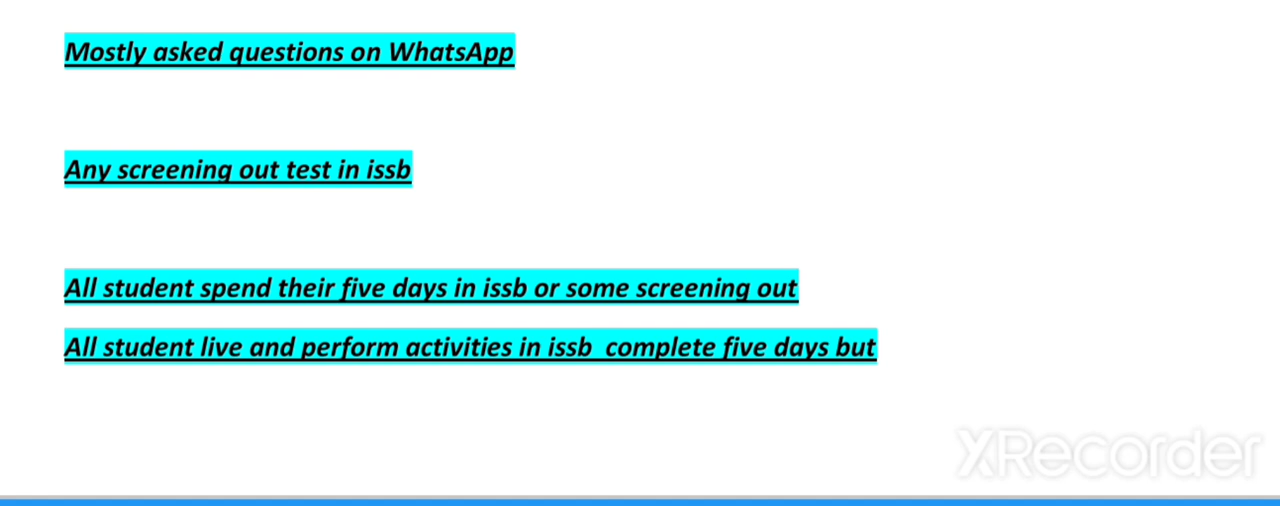 Mostly asked questions on WhatsApp
Any screening out test in issb
All student spend their five days in issb or some screening out
All student live and perform activities in issb  complete five days but
XRecorder